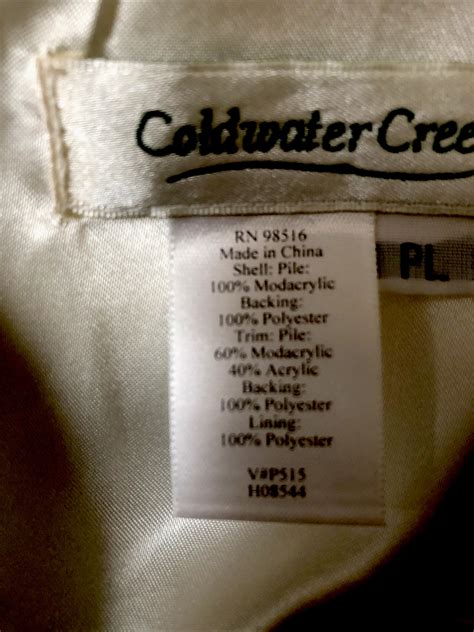 Coldwater Cree
RN 98516
Made in China
Shell: Pile:
100% Modacrylic
Backing:
100% Polyester
Trim: Pile:
60% Modacrylic
40% Acrylic
Backing:
100% Polyester
Lining:
100% Polyester
V#P515
H08544
PL